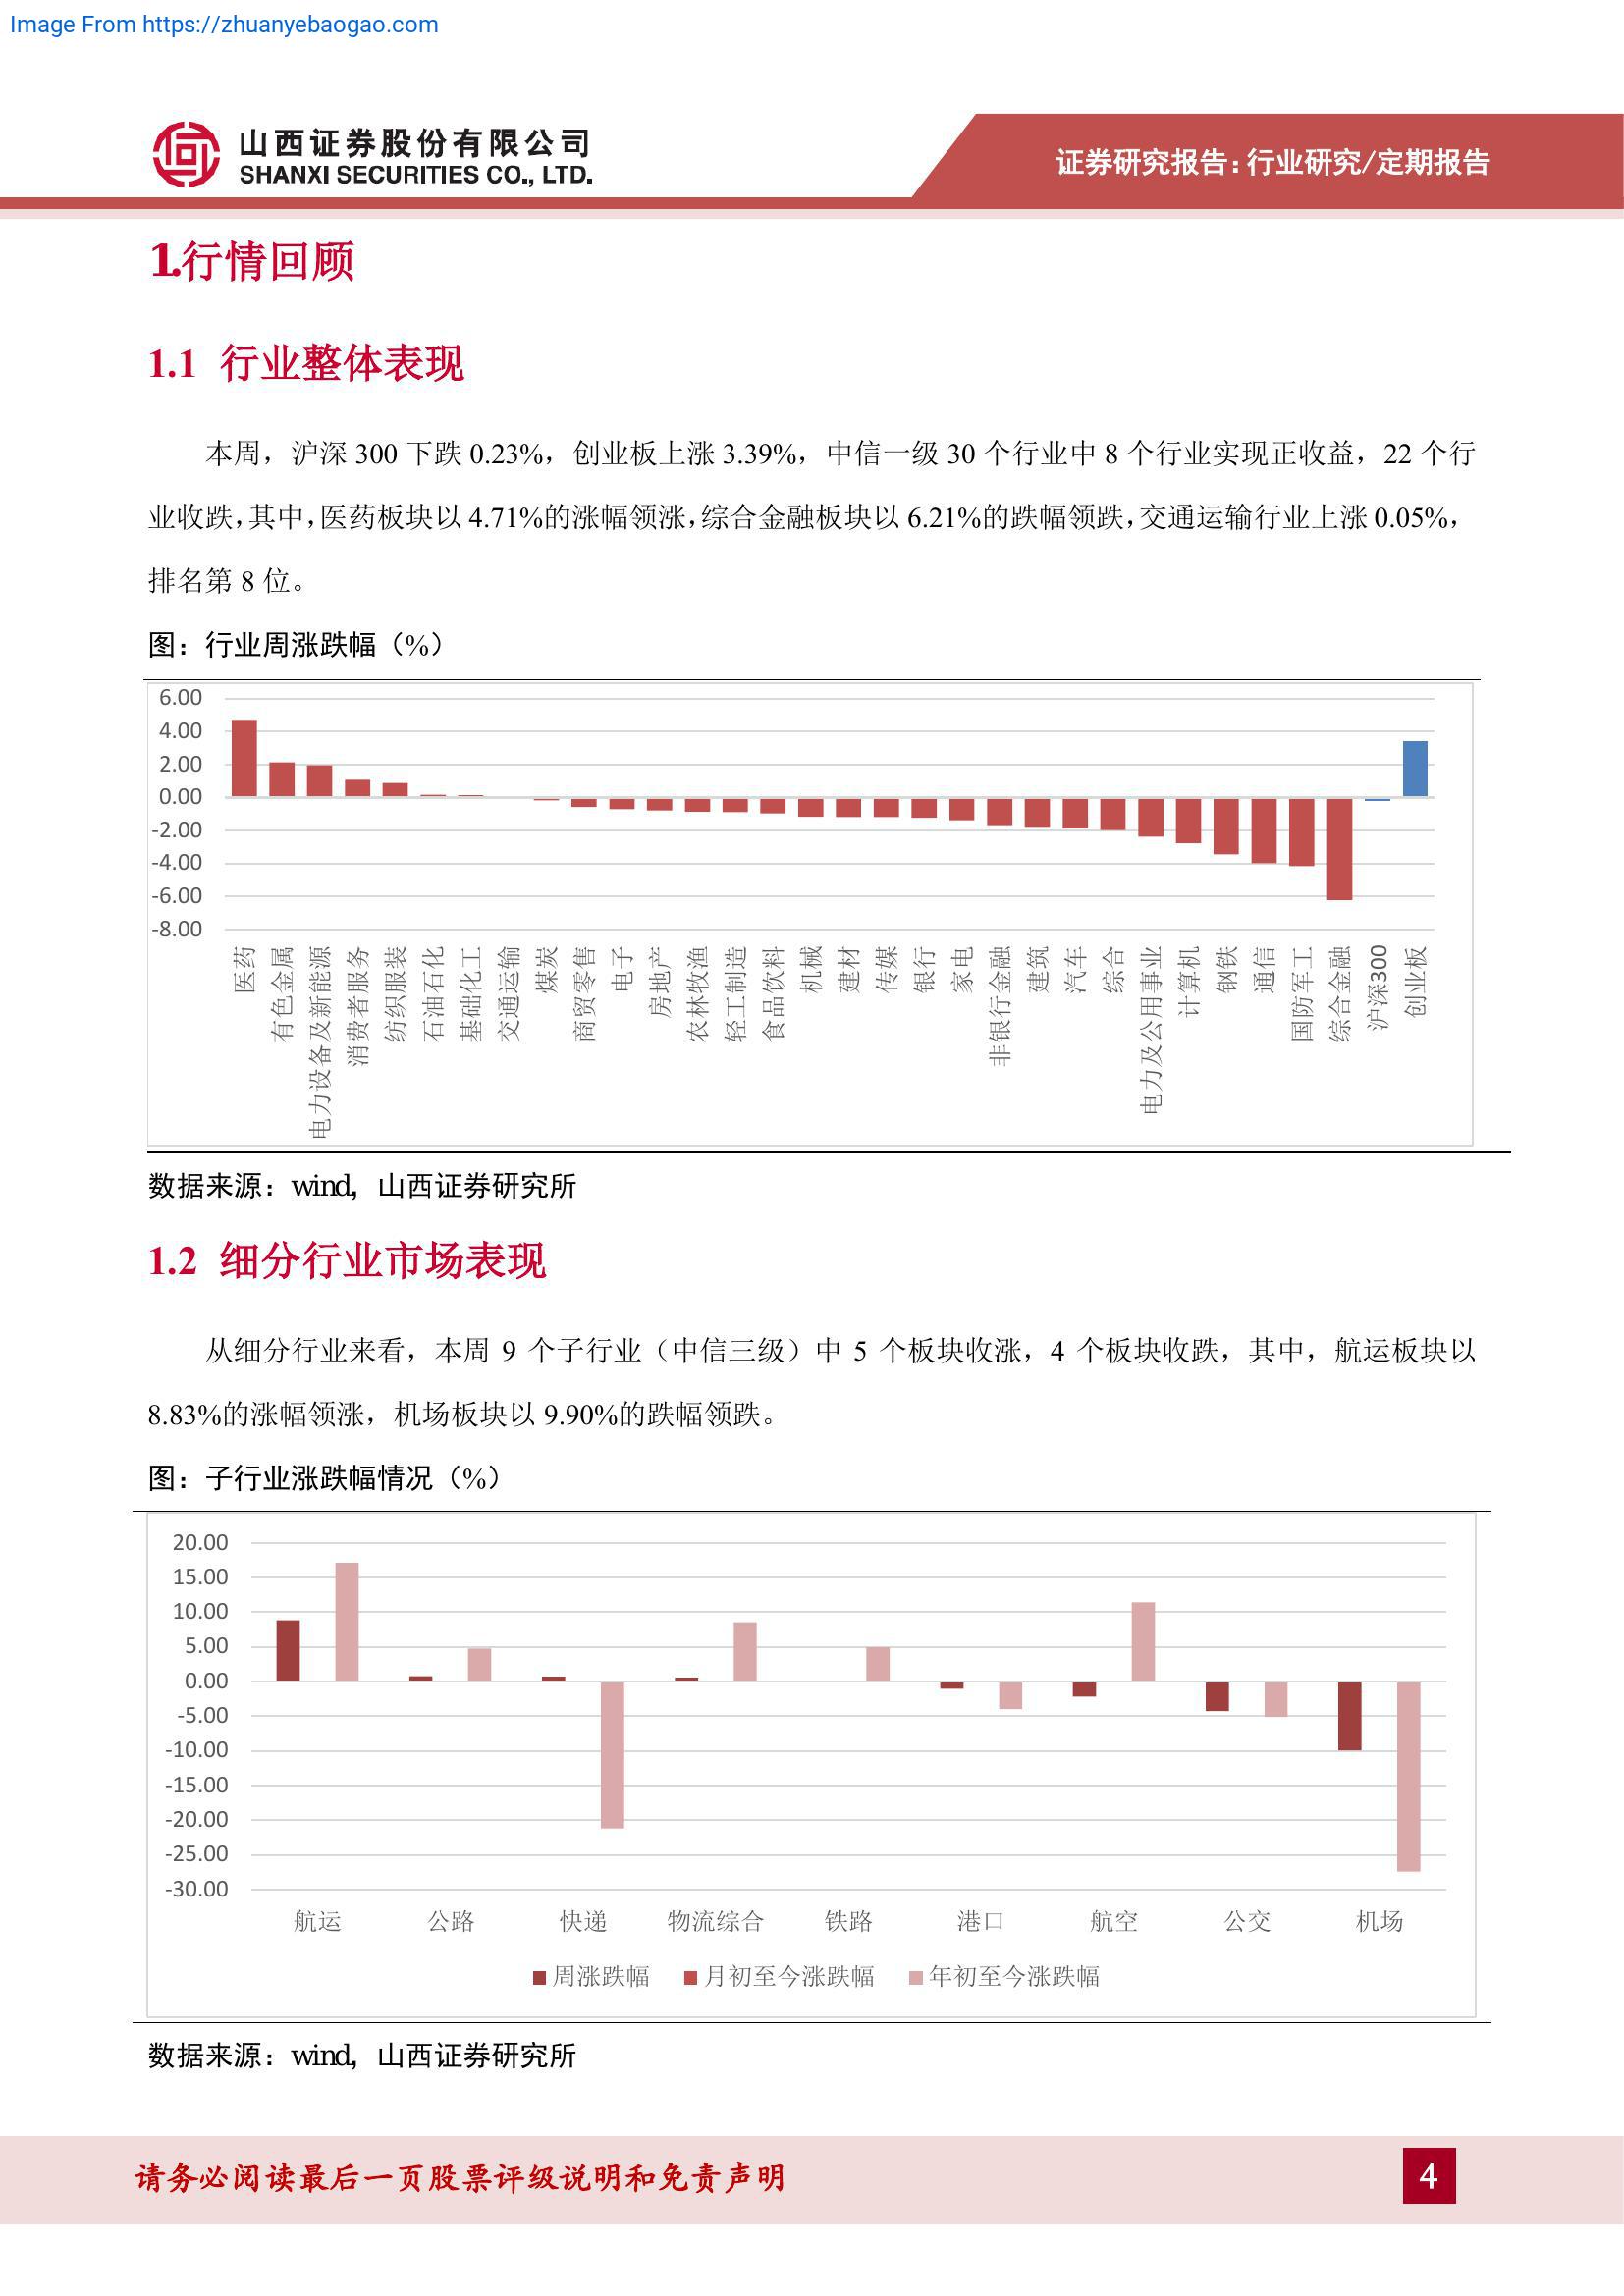 Image From https://zhuanyebaogao.com
山西证券股份有限公司
SHANXI SECURITIES CO., LTD.
证券研究报告：行业研究/定期报告
1.行情回顾
1.1 行业整体表现
本周，沪深 300 下跌 0.23%，创业板上涨 3.39%，中信一级 30 个行业中 8 个行业实现正收益，22 个行
业收跌，其中，医药板块以 4.71%的涨幅领涨，综合金融板块以 6.21%的跌幅领跌，交通运输行业上涨 0.05%，
排名第 8 位。
图：行业周涨跌幅（%）
6.00
4.00
2.00
0.00
-2.00
-4.00
-6.00
-8.00
医药
有色金属
电力设备及新能源
消费者服务
纺织服装
石油石化
基础化工
交通运输
煤炭
商贸零售
电子
房地产
农林牧渔
轻工制造
食品饮料
机械
建材
传媒
银行
家电
非银行金融
建筑
汽车
综合
电力及公用事业
计算机
钢铁
通信
国防军工
综合金融
沪深300
创业板
数据来源：wind，山西证券研究所
1.2 细分行业市场表现
从细分行业来看，本周 9 个子行业（中信三级）中 5 个板块收涨，4 个板块收跌，其中，航运板块以
8.83%的涨幅领涨，机场板块以 9.90%的跌幅领跌。
图：子行业涨跌幅情况（%）
20.00
15.00
10.00
5.00
0.00
-5.00
-10.00
-15.00
-20.00
-25.00
-30.00
航运 公路 快递 物流综合 铁路 港口 航空 公交 机场
周涨跌幅 月初至今涨跌幅 年初至今涨跌幅
数据来源：wind，山西证券研究所
请务必阅读最后一页股票评级说明和免责声明
4